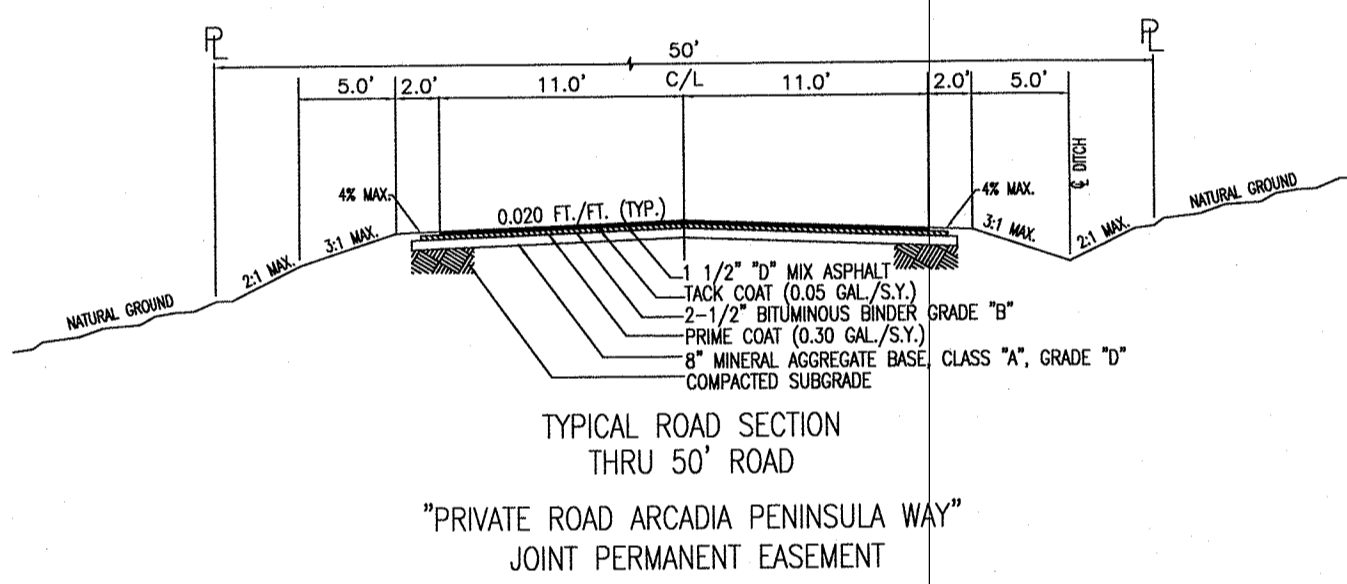 PL
PL
50'
5.0' 2.0' 11.0' C/L 11.0' 2.0' 5.0'
℄ DITCH
4% MAX.
4% MAX.
0.020 FT./FT. (TYP.)
NATURAL GROUND
3:1 MAX.
3:1 MAX.
2:1 MAX.
2:1 MAX.
NATURAL GROUND
1 1/2" "D" MIX ASPHALT
TACK COAT (0.05 GAL./S.Y.)
2-1/2" BITUMINOUS BINDER GRADE "B"
PRIME COAT (0.30 GAL./S.Y.)
8" MINERAL AGGREGATE BASE, CLASS "A", GRADE "D"
COMPACTED SUBGRADE
TYPICAL ROAD SECTION
THRU 50' ROAD
"PRIVATE ROAD ARCADIA PENINSULA WAY"
JOINT PERMANENT EASEMENT